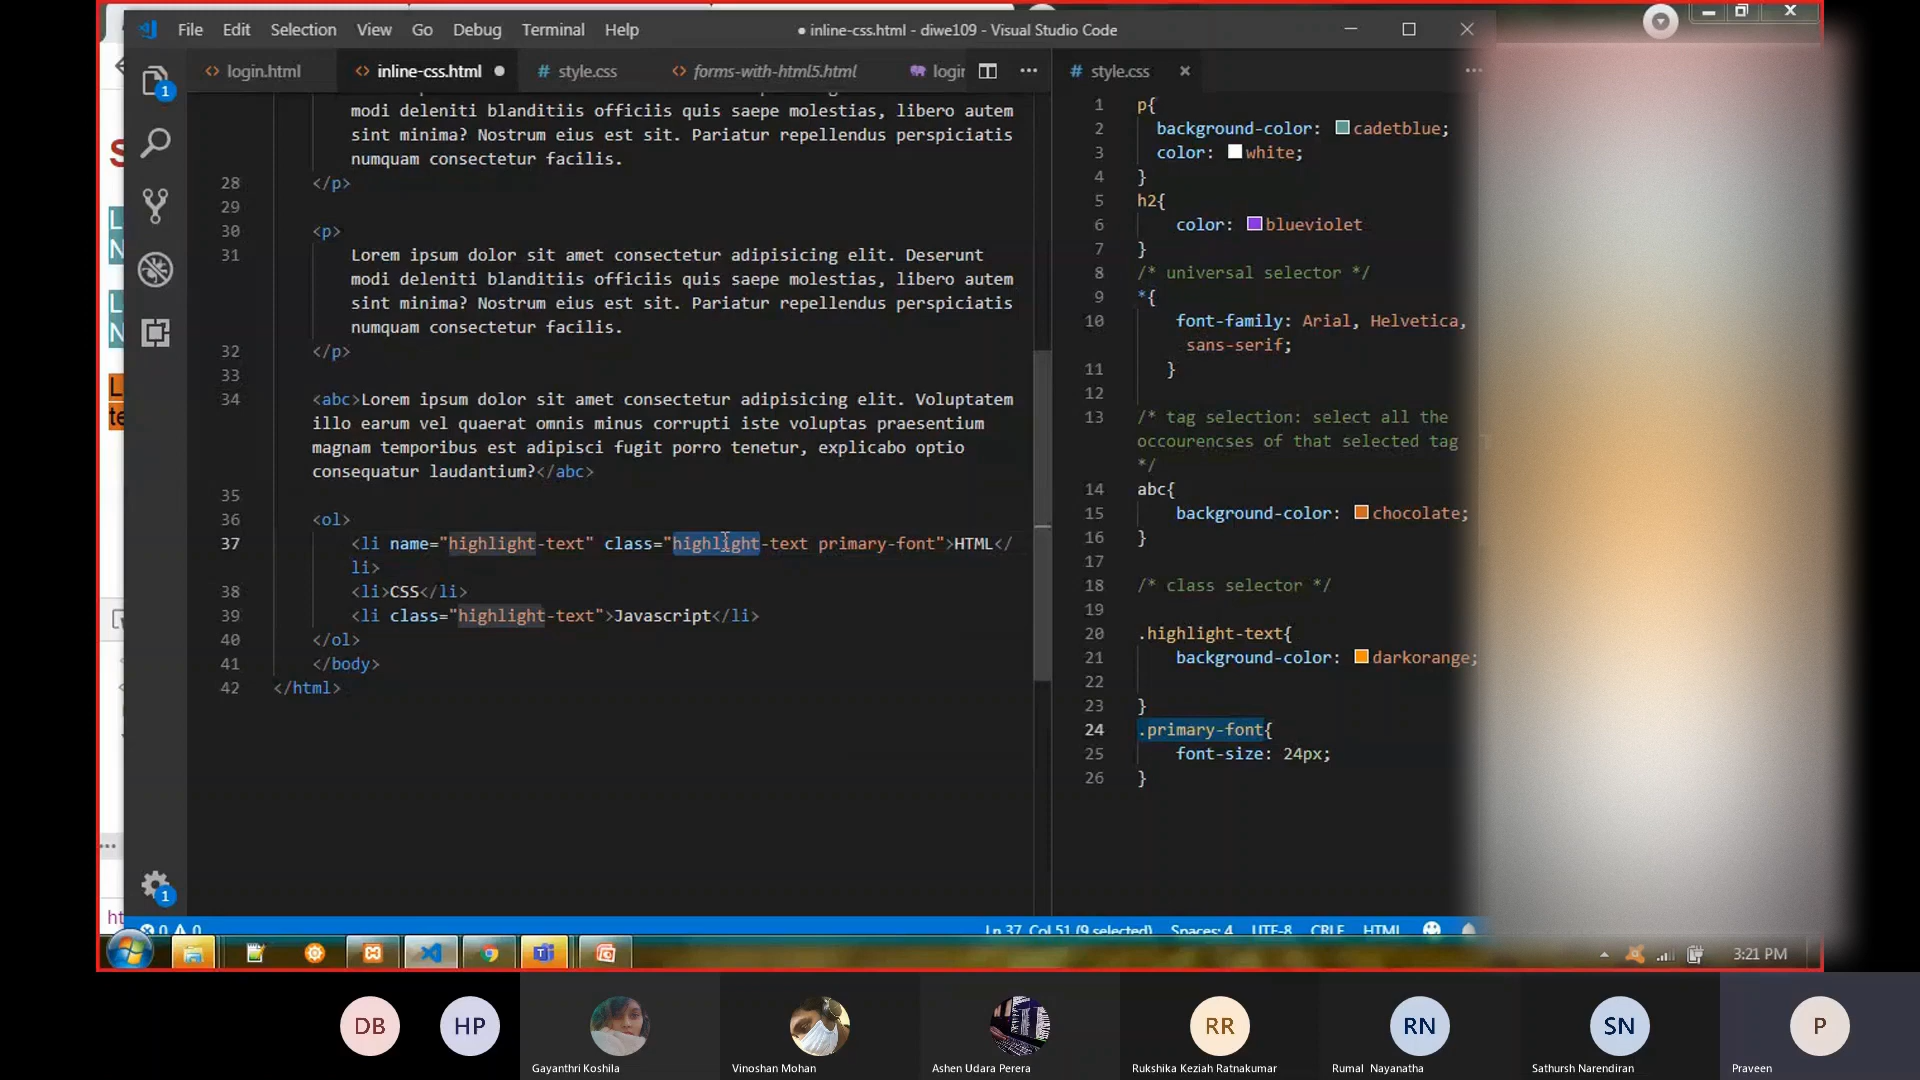 File Edit Selection View Go Debug Terminal Help
● inline-css.html - diwe109 - Visual Studio Code
login.html
inline-css.html
style.css
forms-with-html5.html
login
modi deleniti blanditiis officiis quis saepe molestias, libero autem
sint minima? Nostrum eius est sit. Pariatur repellendus perspiciatis
numquam consectetur facilis.
28 </p>
29
30 <p>
31 Lorem ipsum dolor sit amet consectetur adipisicing elit. Deserunt
modi deleniti blanditiis officiis quis saepe molestias, libero autem
sint minima? Nostrum eius est sit. Pariatur repellendus perspiciatis
numquam consectetur facilis.
32 </p>
33
34 <abc>Lorem ipsum dolor sit amet consectetur adipisicing elit. Voluptatem
illo earum vel quaerat omnis minus corrupti iste voluptas praesentium
magnam temporibus est adipisci fugit porro tenetur, explicabo optio
consequatur laudantium?</abc>
35
36 <ol>
37 <li name="highlight-text" class="highlight-text primary-font">HTML</
li>
38 <li>CSS</li>
39 <li class="highlight-text">Javascript</li>
40 </ol>
41 </body>
42 </html>
style.css
1 p{
2 background-color: cadetblue;
3 color: white;
4 }
5 h2{
6 color: blueviolet
7 }
8 /* universal selector */
9 *{
10 font-family: Arial, Helvetica,
sans-serif;
11 }
12
13 /* tag selection: select all the
occourencses of that selected tag
*/
14 abc{
15 background-color: chocolate;
16 }
17
18 /* class selector */
19
20 .highlight-text{
21 background-color: darkorange;
22
23 }
24 .primary-font{
25 font-size: 24px;
26 }
1
1
0 0
Ln 37, Col 51 (9 selected) Spaces: 4 UTF-8 CRLF HTML
3:21 PM
DB
HP
RR
RN
SN
P
Gayanthri Koshila
Vinoshan Mohan
Ashen Udara Perera
Rukshika Keziah Ratnakumar
Rumal Nayanatha
Sathursh Narendiran
Praveen